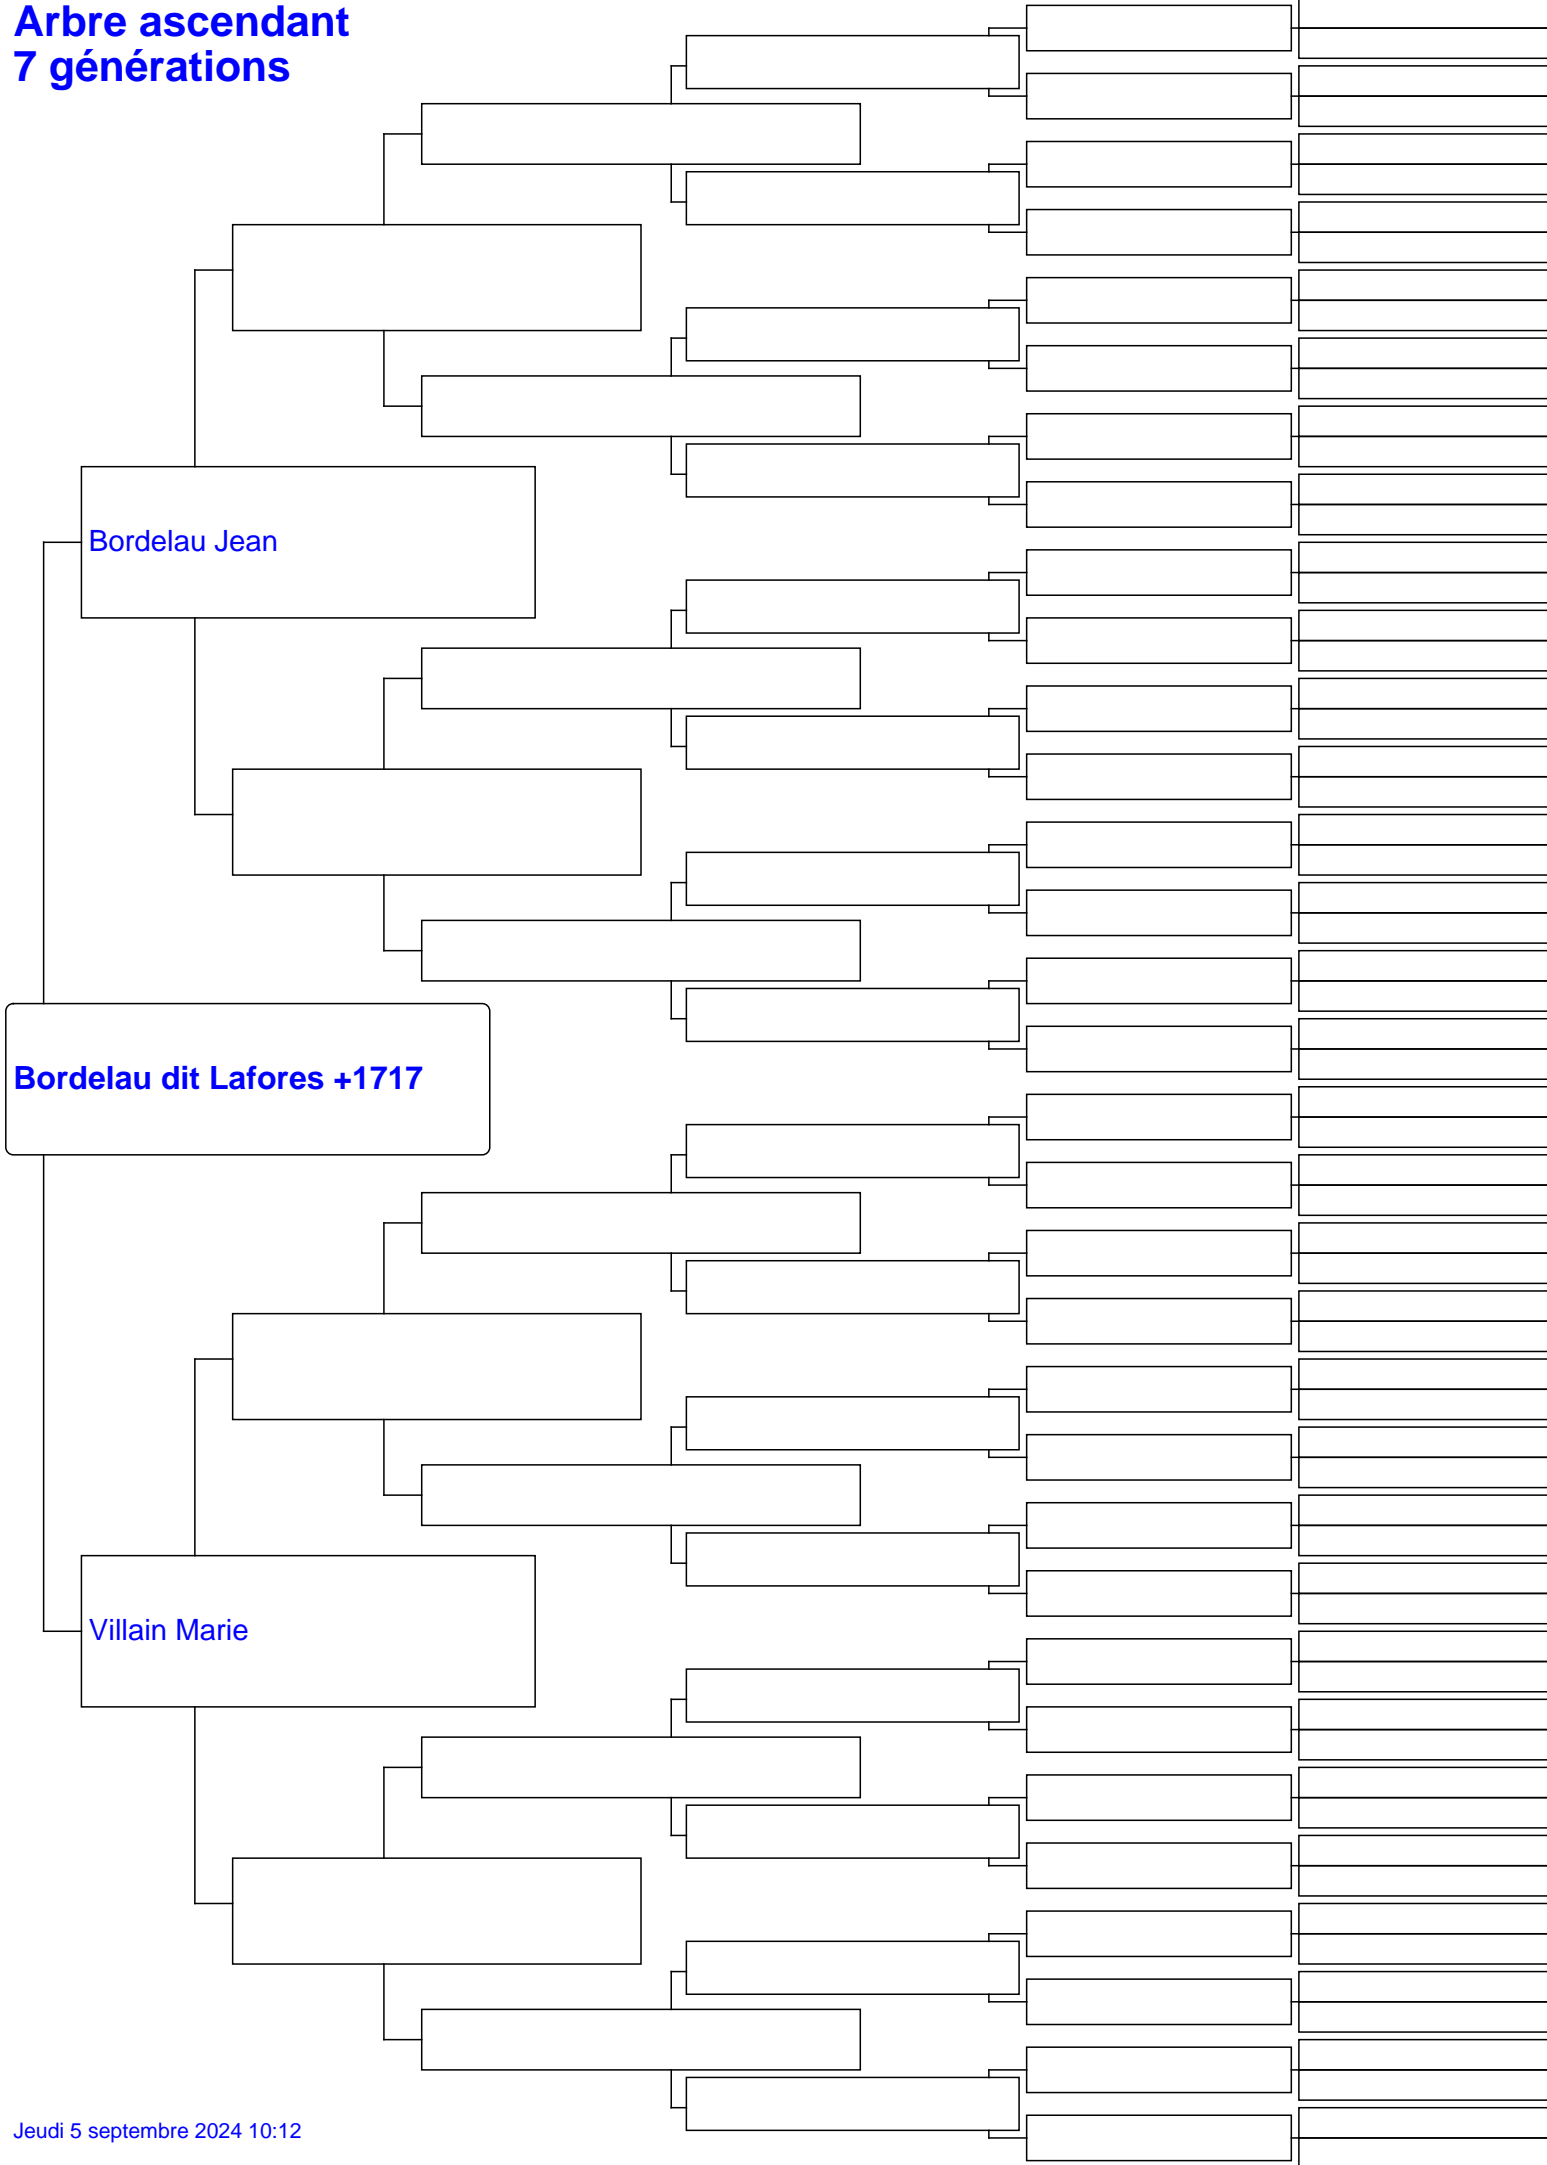 Arbre ascendant
7 générations
Bordelau Jean
Bordelau dit Lafores +1717
Villain Marie
Jeudi 5 septembre 2024 10:12